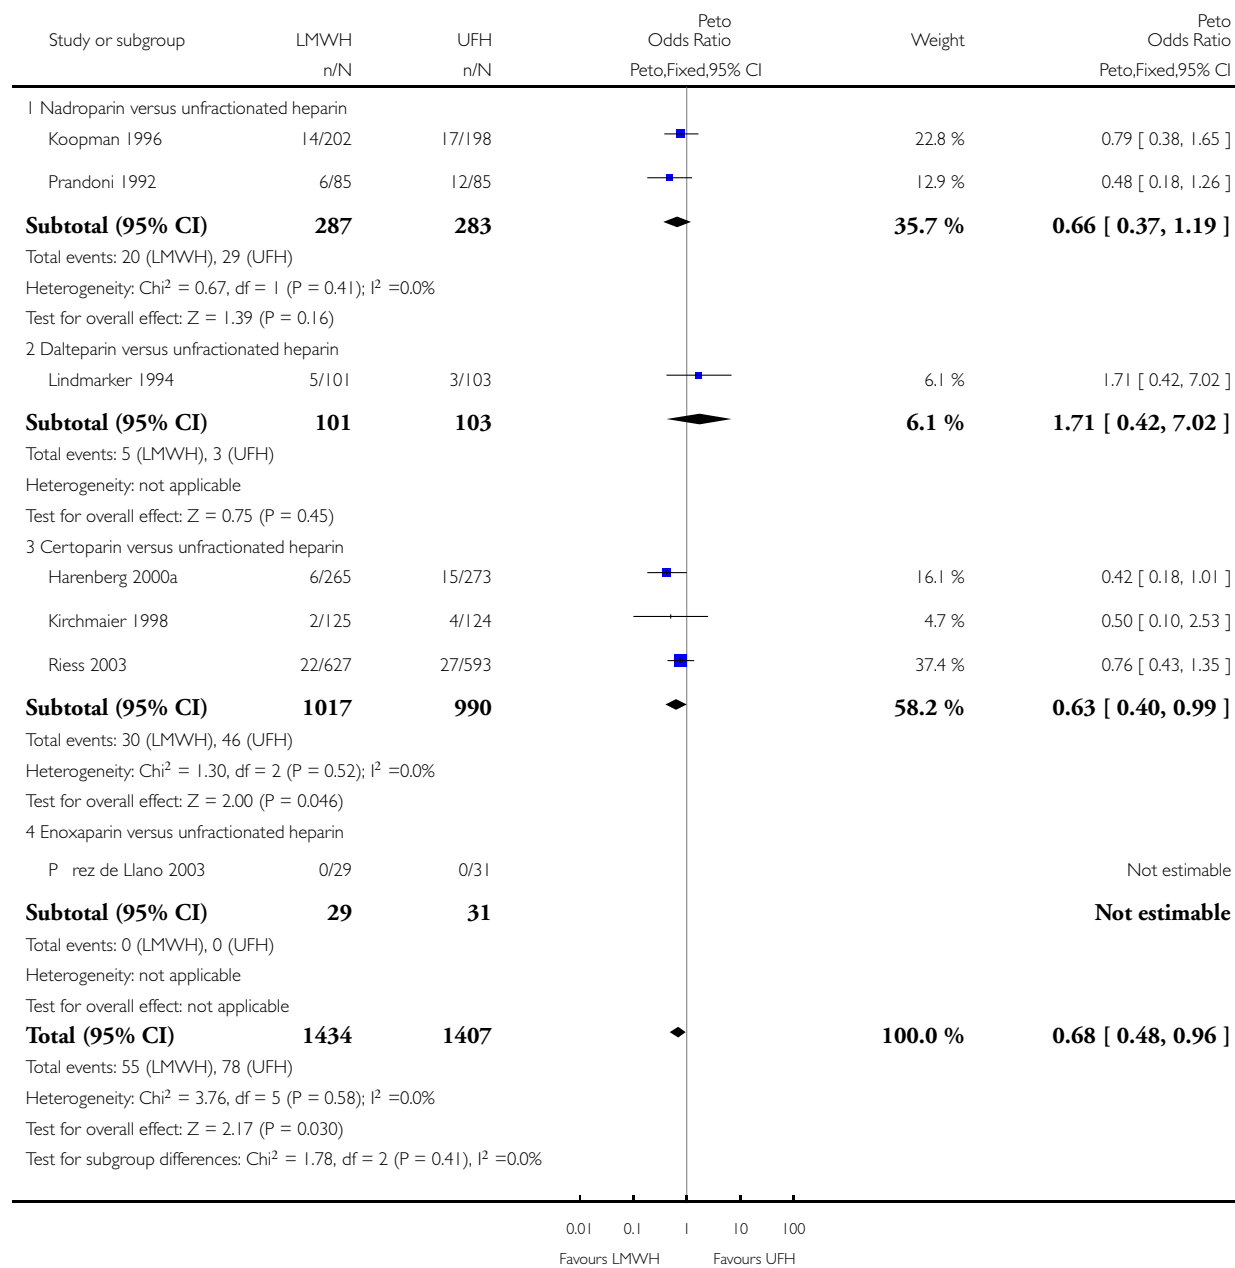 Peto Peto
Study or subgroup LMWH UFH Odds Ratio Weight Odds Ratio
n/N n/N Peto,Fixed,95% CI Peto,Fixed,95% CI
1 Nadroparin versus unfractionated heparin
Koopman 1996 14/202 17/198 22.8 % 0.79 [ 0.38, 1.65 ]
Prandoni 1992 6/85 12/85 12.9 % 0.48 [ 0.18, 1.26 ]
Subtotal (95% CI) 287 283 35.7 % 0.66 [ 0.37, 1.19 ]
Total events: 20 (LMWH), 29 (UFH)
Heterogeneity: Chi² = 0.67, df = 1 (P = 0.41); I² =0.0%
Test for overall effect: Z = 1.39 (P = 0.16)
2 Dalteparin versus unfractionated heparin
Lindmarker 1994 5/101 3/103 6.1 % 1.71 [ 0.42, 7.02 ]
Subtotal (95% CI) 101 103 6.1 % 1.71 [ 0.42, 7.02 ]
Total events: 5 (LMWH), 3 (UFH)
Heterogeneity: not applicable
Test for overall effect: Z = 0.75 (P = 0.45)
3 Certoparin versus unfractionated heparin
Harenberg 2000a 6/265 15/273 16.1 % 0.42 [ 0.18, 1.01 ]
Kirchmaier 1998 2/125 4/124 4.7 % 0.50 [ 0.10, 2.53 ]
Riess 2003 22/627 27/593 37.4 % 0.76 [ 0.43, 1.35 ]
Subtotal (95% CI) 1017 990 58.2 % 0.63 [ 0.40, 0.99 ]
Total events: 30 (LMWH), 46 (UFH)
Heterogeneity: Chi² = 1.30, df = 2 (P = 0.52); I² =0.0%
Test for overall effect: Z = 2.00 (P = 0.046)
4 Enoxaparin versus unfractionated heparin
P rez de Llano 2003 0/29 0/31 Not estimable
Subtotal (95% CI) 29 31 Not estimable
Total events: 0 (LMWH), 0 (UFH)
Heterogeneity: not applicable
Test for overall effect: not applicable
Total (95% CI) 1434 1407 100.0 % 0.68 [ 0.48, 0.96 ]
Total events: 55 (LMWH), 78 (UFH)
Heterogeneity: Chi² = 3.76, df = 5 (P = 0.58); I² =0.0%
Test for overall effect: Z = 2.17 (P = 0.030)
Test for subgroup differences: Chi² = 1.78, df = 2 (P = 0.41), I² =0.0%
0.01 0.1 1 10 100
Favours LMWH Favours UFH